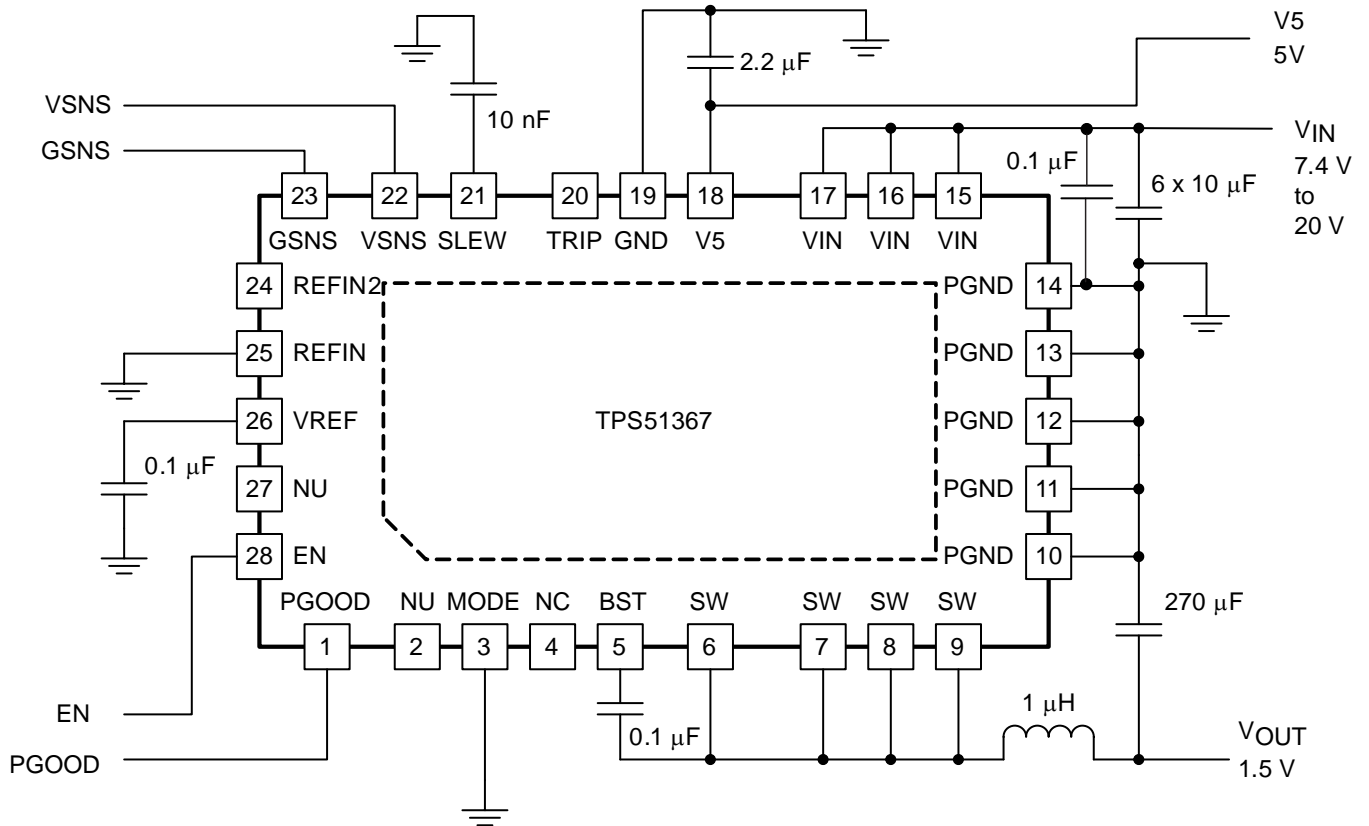 V5
5V
2.2 μF
10 nF
VSNS
GSNS
VIN
7.4 V
to
20 V
0.1 μF
6 x 10 μF
23 22 21 20 19 18 17 16 15
GSNS VSNS SLEW TRIP GND V5 VIN VIN VIN
24 REFIN2
PGND 14
25 REFIN
PGND 13
TPS51367
26 VREF
PGND 12
0.1 μF
27 NU
PGND 11
28 EN
PGND 10
PGOOD NU MODE NC BST SW SW SW SW
1 2 3 4 5 6 7 8 9
270 μF
EN
0.1 μF
1 μH
PGOOD
VOUT
1.5 V